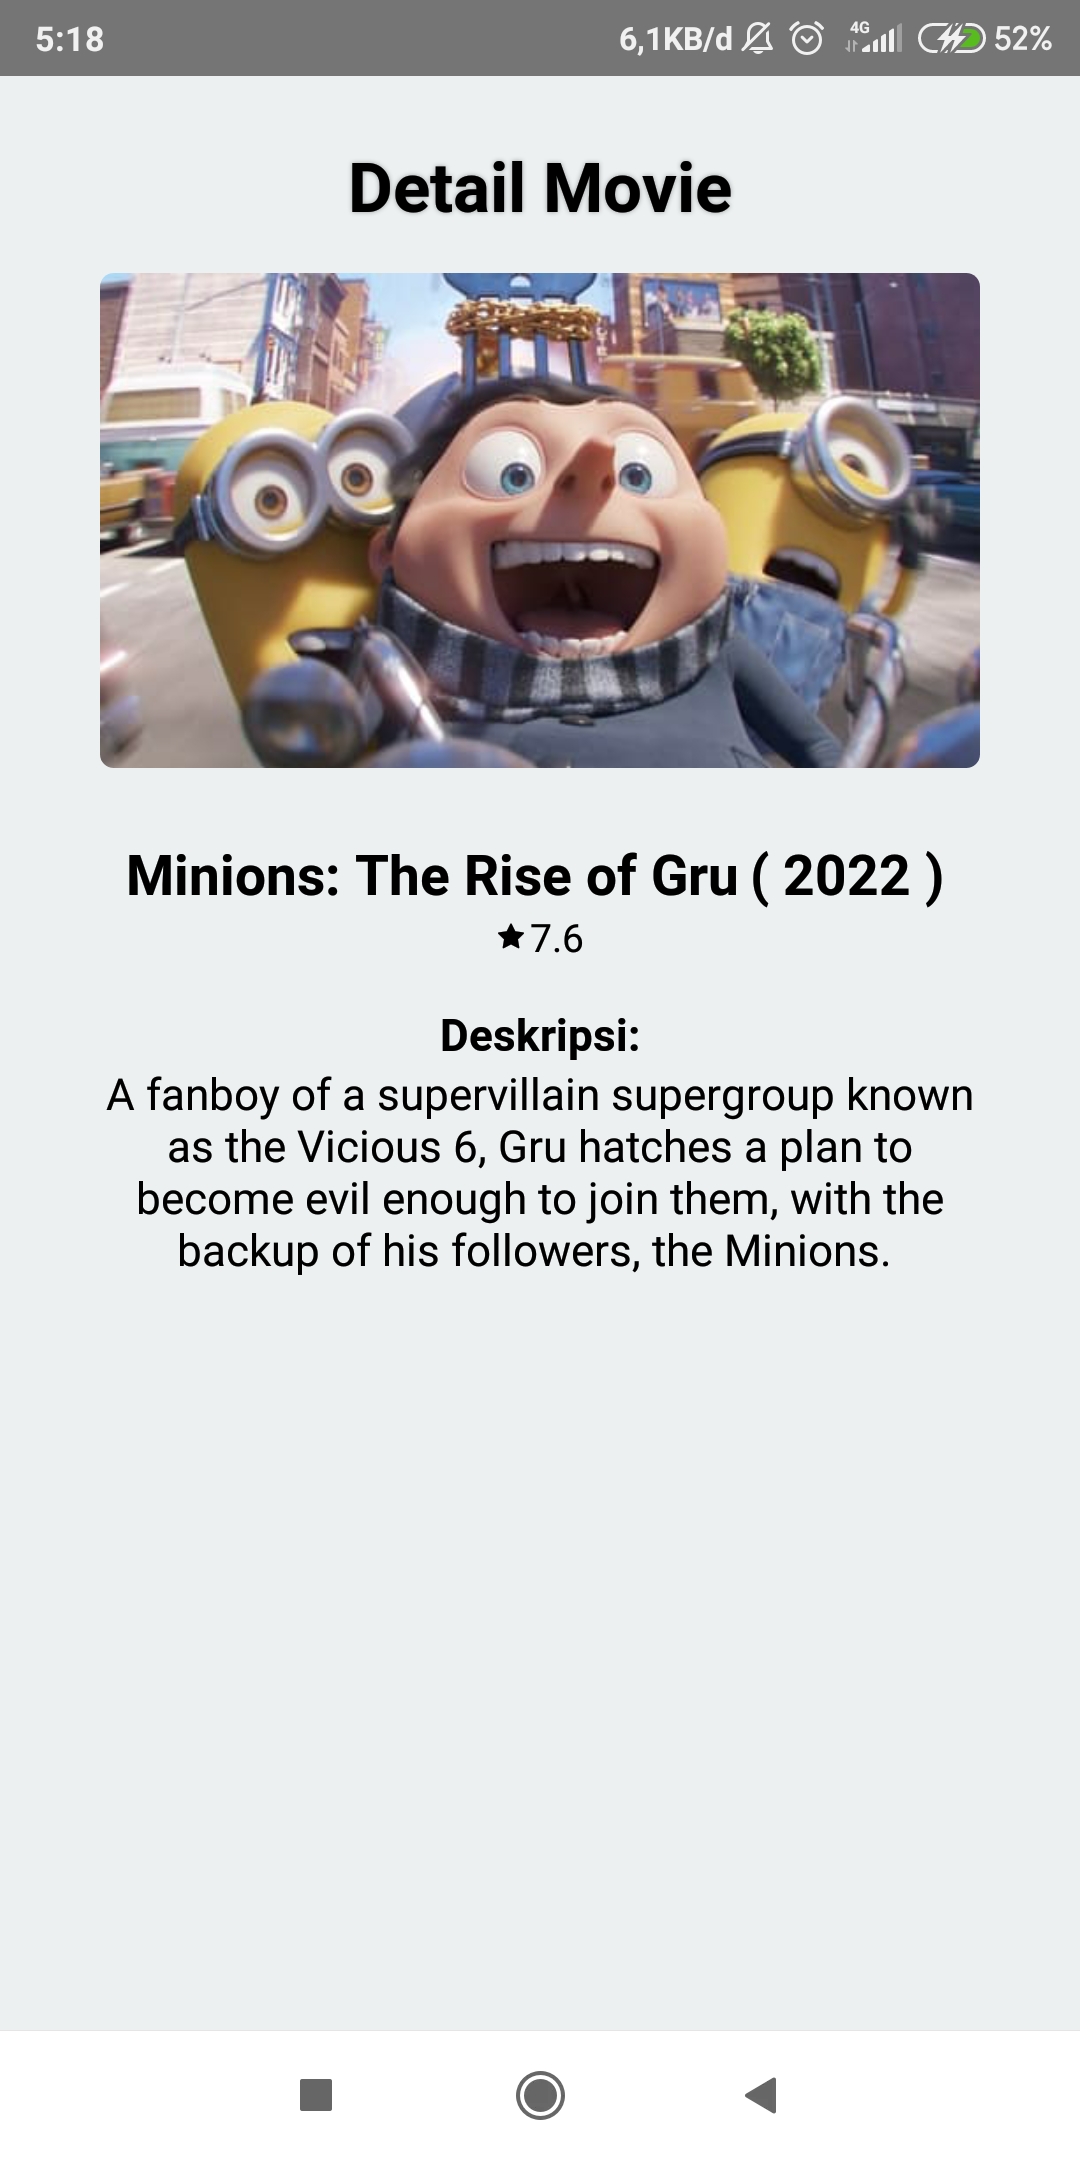 5:18
6,1KB/d
4G
52%
Detail Movie
Minions: The Rise of Gru ( 2022 )
7.6
Deskripsi:
A fanboy of a supervillain supergroup known
as the Vicious 6, Gru hatches a plan to
become evil enough to join them, with the
backup of his followers, the Minions.